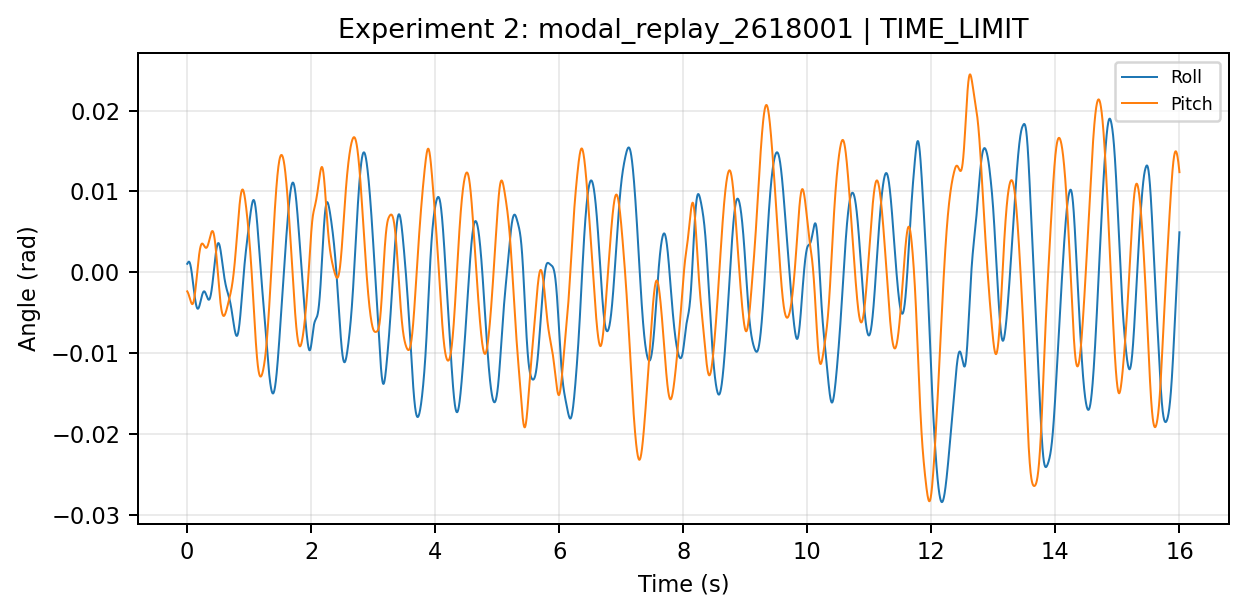 Experiment 2: modal_replay_2618001 | TIME_LIMIT
Roll
Pitch
0.02
0.01
0.00
−0.01
−0.02
−0.03
Angle (rad)
0 2 4 6 8 10 12 14 16
Time (s)